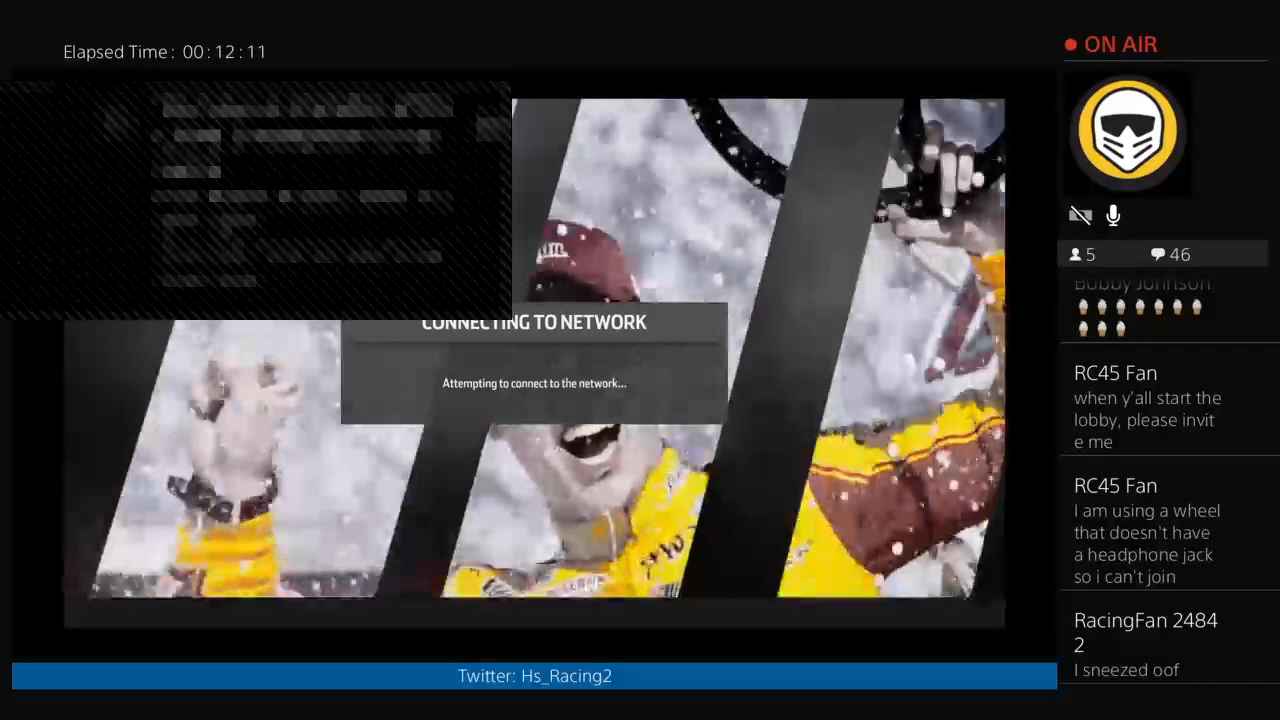 Elapsed Time: 00:12:11
ON AIR
5
46
Bobby Johnson
RC45 Fan
when y'all start the
lobby, please invit
e me
RC45 Fan
I am using a wheel
that doesn't have
a headphone jack
so i can't join
RacingFan 2484
2
I sneezed oof
CONNECTING TO NETWORK
Attempting to connect to the network...
Twitter: Hs_Racing2